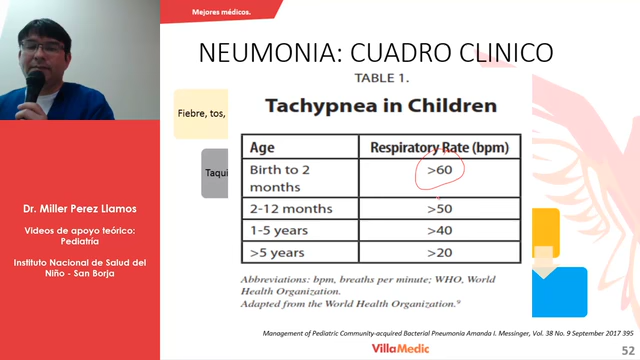 Mejores médicos.
NEUMONIA: CUADRO CLINICO
TABLE 1.
Tachypnea in Children
Fiebre, tos,
Taqui
Age Respiratory Rate (bpm)
Birth to 2 months >60
2-12 months >50
1-5 years >40
>5 years >20
Abbreviations: bpm, breaths per minute; WHO, World
Health Organization.
Adapted from the World Health Organization.9
Dr. Miller Perez Llamos
Videos de apoyo teórico:
Pediatría
Instituto Nacional de Salud del
Niño - San Borja
Management of Pediatric Community-acquired Bacterial Pneumonia Amanda I. Messinger, Vol. 38 No. 9 September 2017 395
VillaMedic
52